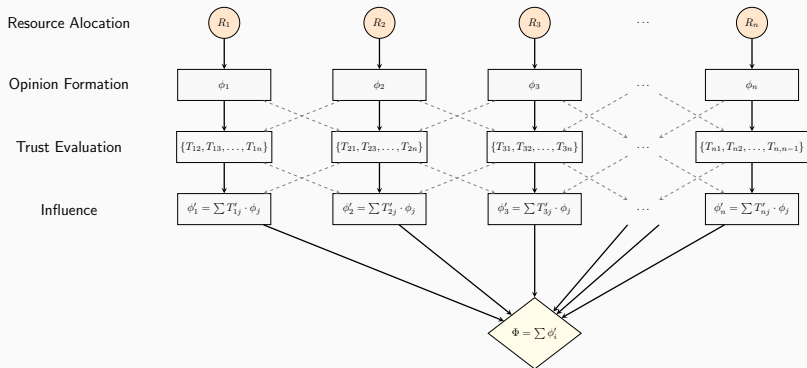 Resource Alocation R₁ R₂ R₃ ... Rₙ
Opinion Formation ϕ₁ ϕ₂ ϕ₃ ... ϕₙ
Trust Evaluation {T₁₂, T₁₃, . . . , T₁ₙ} {T₂₁, T₂₃, . . . , T₂ₙ} {T₃₁, T₃₂, . . . , T₃ₙ} ... {Tₙ₁, Tₙ₂, . . . , Tₙ,ₙ₋₁}
Influence ϕ′₁ = ∑ T′₁ⱼ · ϕⱼ ϕ′₂ = ∑ T′₂ⱼ · ϕⱼ ϕ′₃ = ∑ T′₃ⱼ · ϕⱼ ... ϕ′ₙ = ∑ T′ₙⱼ · ϕⱼ
Φ = ∑ ϕ′ᵢ